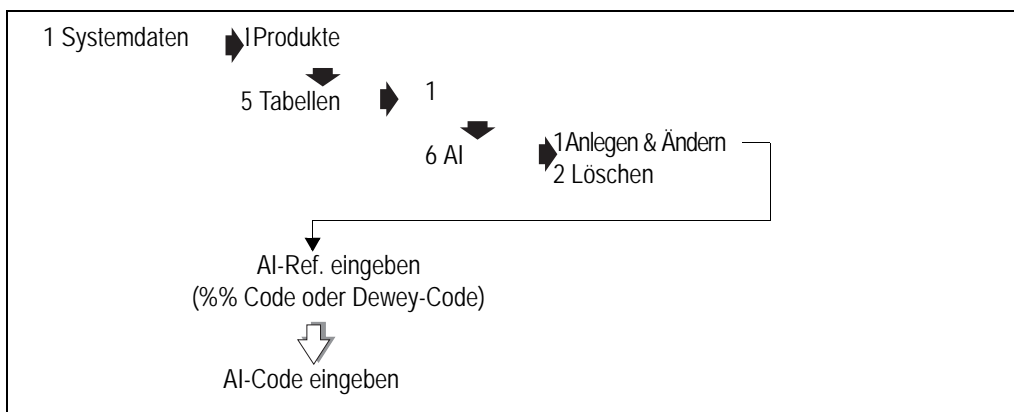 1 Systemdaten
1Produkte
5 Tabellen
1
6 AI
1Anlegen & Ändern
2 Löschen
AI-Ref. eingeben
(%% Code oder Dewey-Code)
AI-Code eingeben